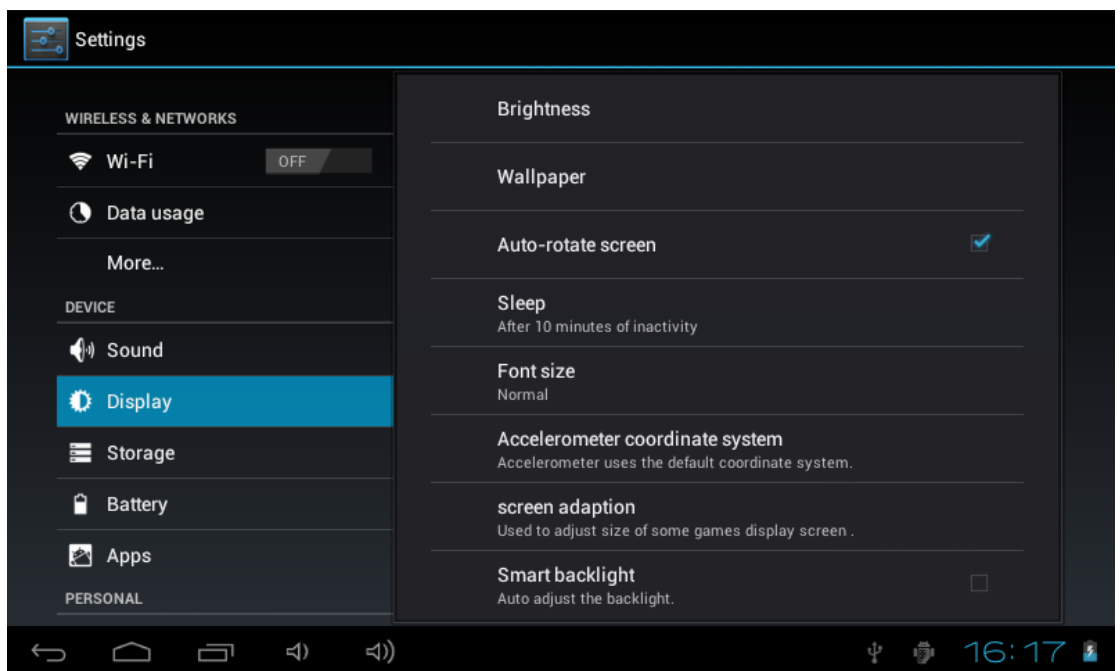 Settings
WIRELESS & NETWORKS
Wi-Fi OFF
Data usage
More...
DEVICE
Sound
Display
Storage
Battery
Apps
PERSONAL
Brightness
Wallpaper
Auto-rotate screen
Sleep
After 10 minutes of inactivity
Font size
Normal
Accelerometer coordinate system
Accelerometer uses the default coordinate system.
screen adaption
Used to adjust size of some games display screen .
Smart backlight
Auto adjust the backlight.
16:17